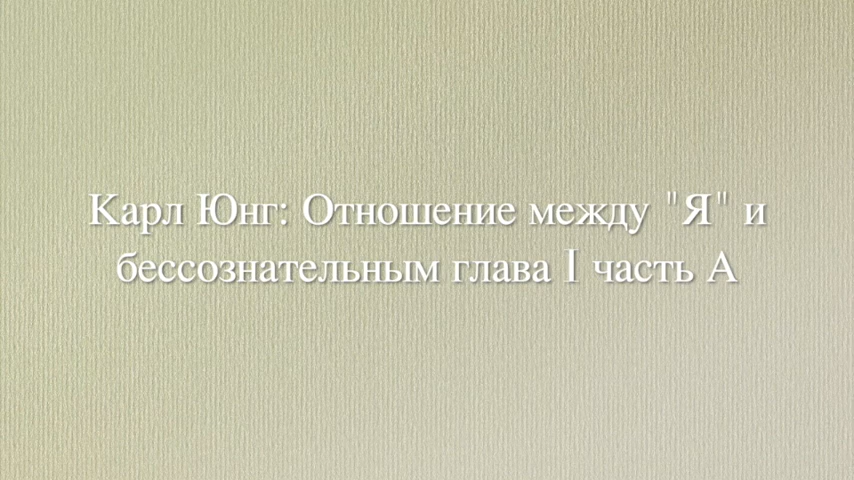 Карл Юнг: Отношение между "Я" и
бессознательным глава I часть А